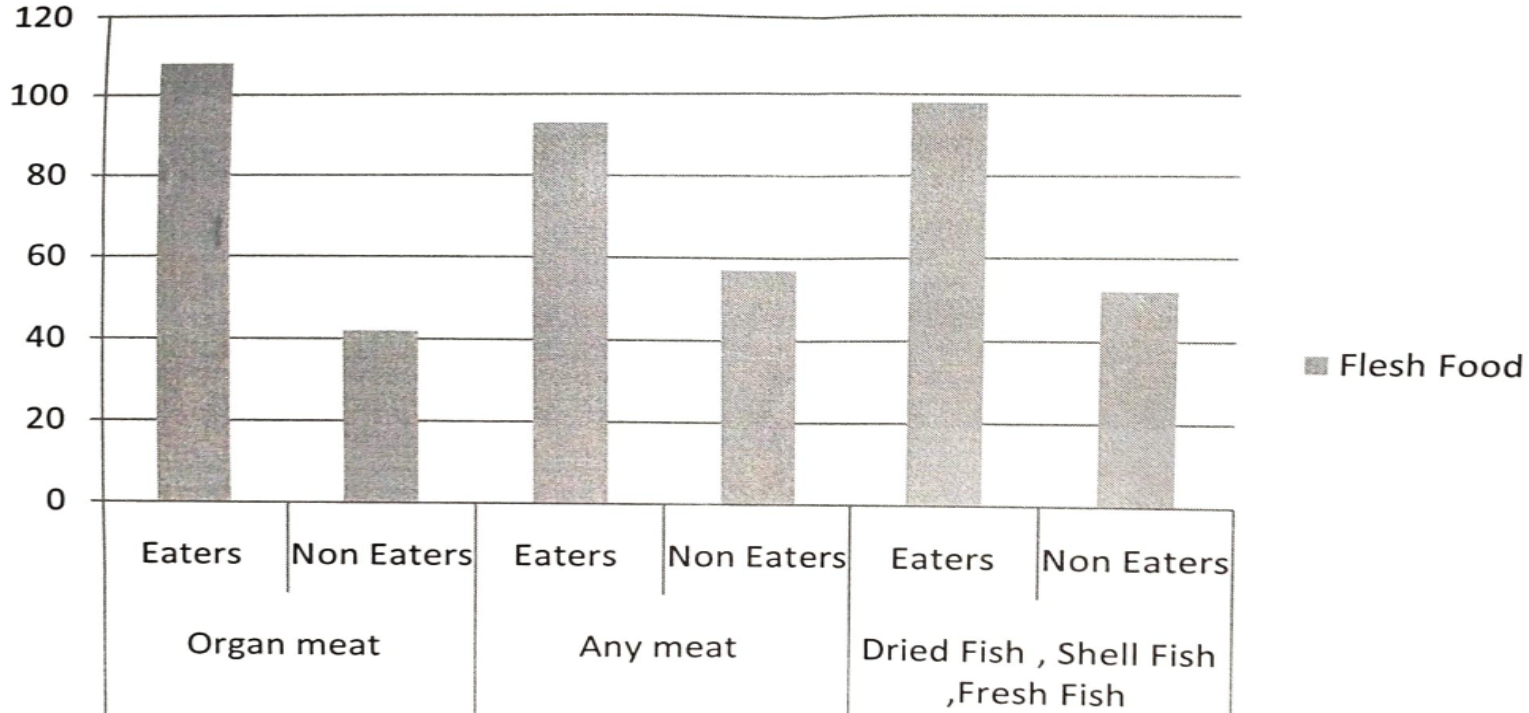 120
100
80
60
40
20
0
Eaters
Non Eaters
Eaters
Non Eaters
Eaters
Non Eaters
Organ meat
Any meat
Dried Fish , Shell Fish
,Fresh Fish
Flesh Food